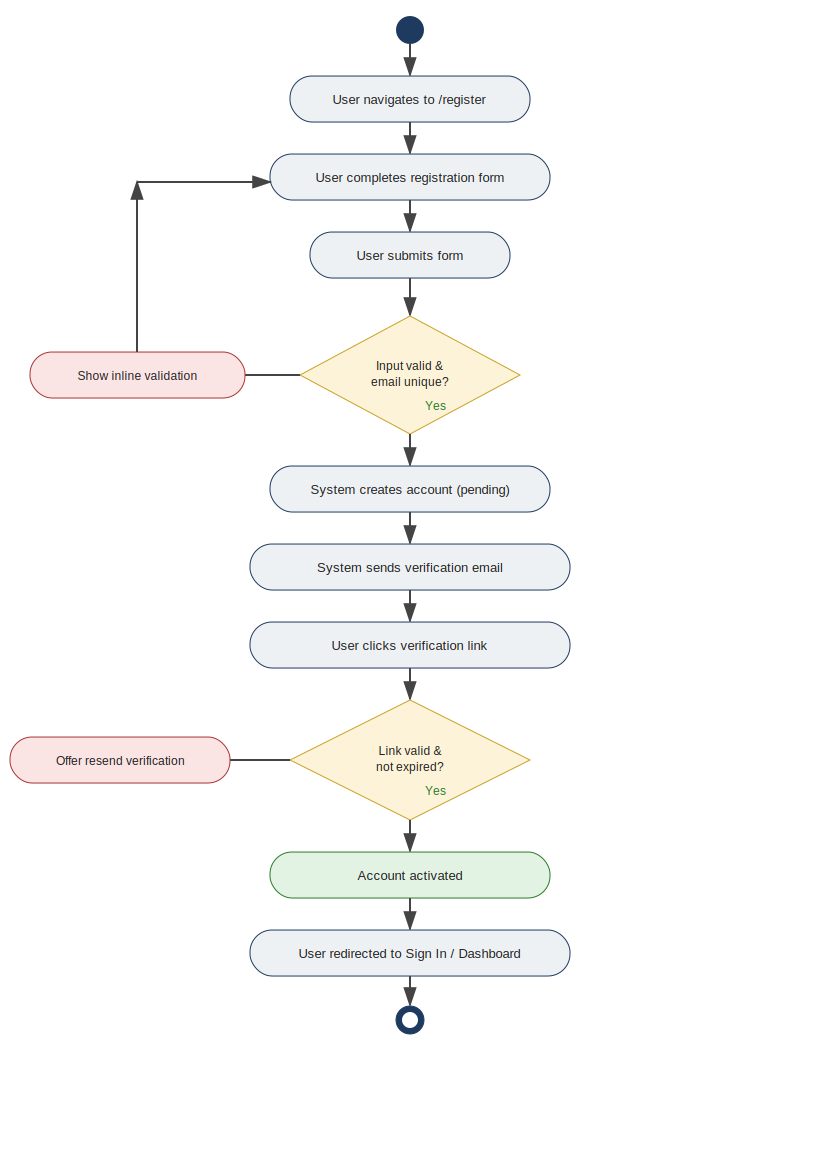 User navigates to /register
User completes registration form
User submits form
Input valid &
email unique?
Yes
Show inline validation
System creates account (pending)
System sends verification email
User clicks verification link
Link valid &
not expired?
Yes
Offer resend verification
Account activated
User redirected to Sign In / Dashboard